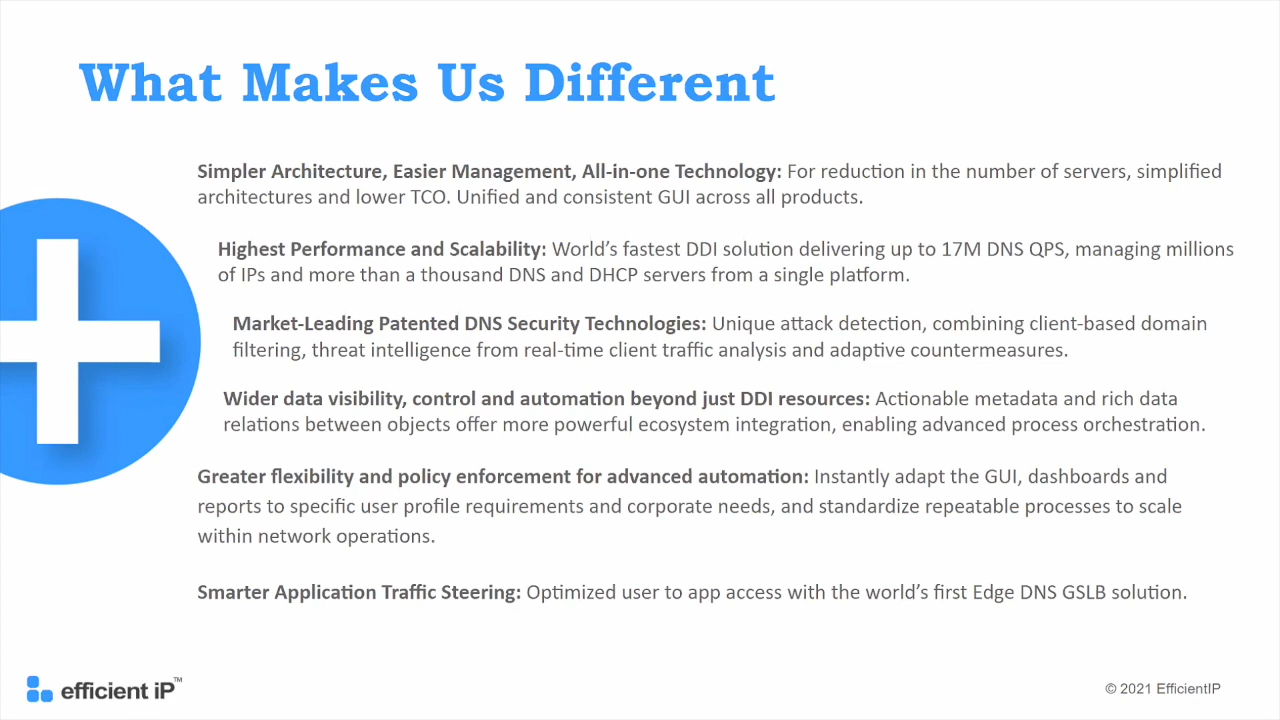 What Makes Us Different
Simpler Architecture, Easier Management, All-in-one Technology: For reduction in the number of servers, simplified
architectures and lower TCO. Unified and consistent GUI across all products.
Highest Performance and Scalability: World’s fastest DDI solution delivering up to 17M DNS QPS, managing millions
of IPs and more than a thousand DNS and DHCP servers from a single platform.
Market-Leading Patented DNS Security Technologies: Unique attack detection, combining client-based domain
filtering, threat intelligence from real-time client traffic analysis and adaptive countermeasures.
Wider data visibility, control and automation beyond just DDI resources: Actionable metadata and rich data
relations between objects offer more powerful ecosystem integration, enabling advanced process orchestration.
Greater flexibility and policy enforcement for advanced automation: Instantly adapt the GUI, dashboards and
reports to specific user profile requirements and corporate needs, and standardize repeatable processes to scale
within network operations.
Smarter Application Traffic Steering: Optimized user to app access with the world’s first Edge DNS GSLB solution.
efficient iP™
© 2021 EfficientIP